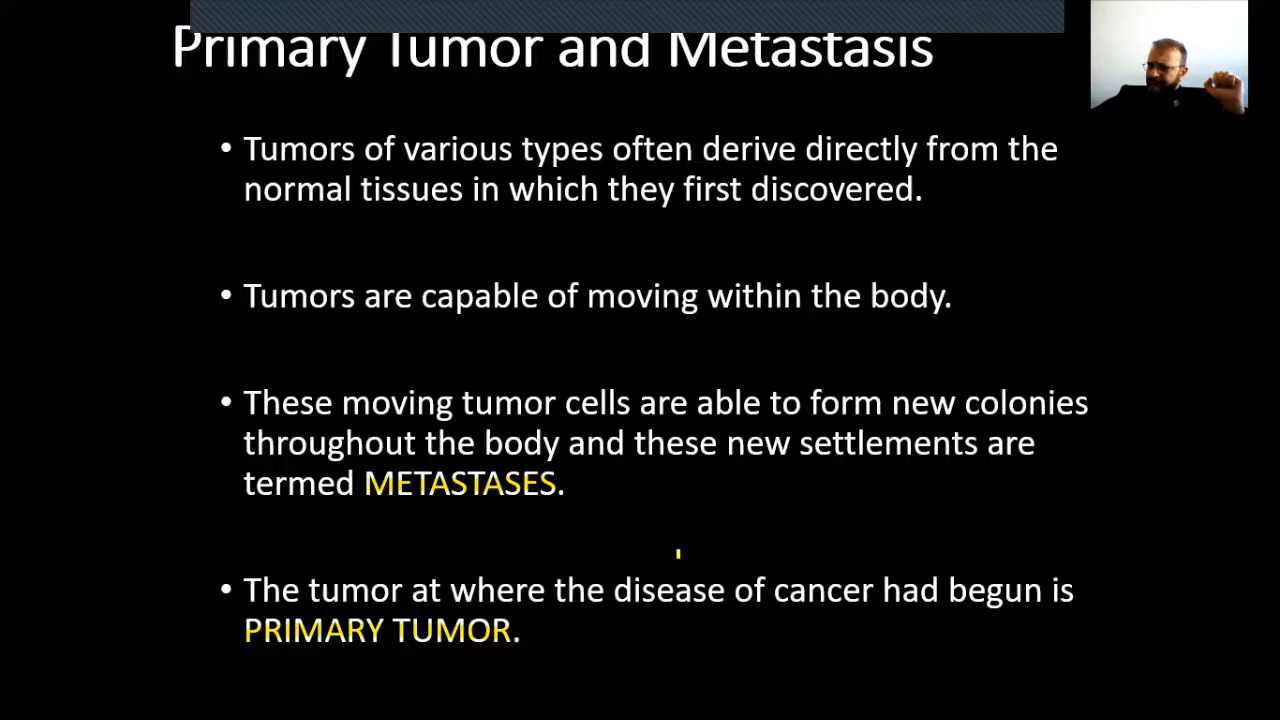 Primary Tumor and Metastasis
• Tumors of various types often derive directly from the
normal tissues in which they first discovered.
• Tumors are capable of moving within the body.
• These moving tumor cells are able to form new colonies
throughout the body and these new settlements are
termed METASTASES.
• The tumor at where the disease of cancer had begun is
PRIMARY TUMOR.